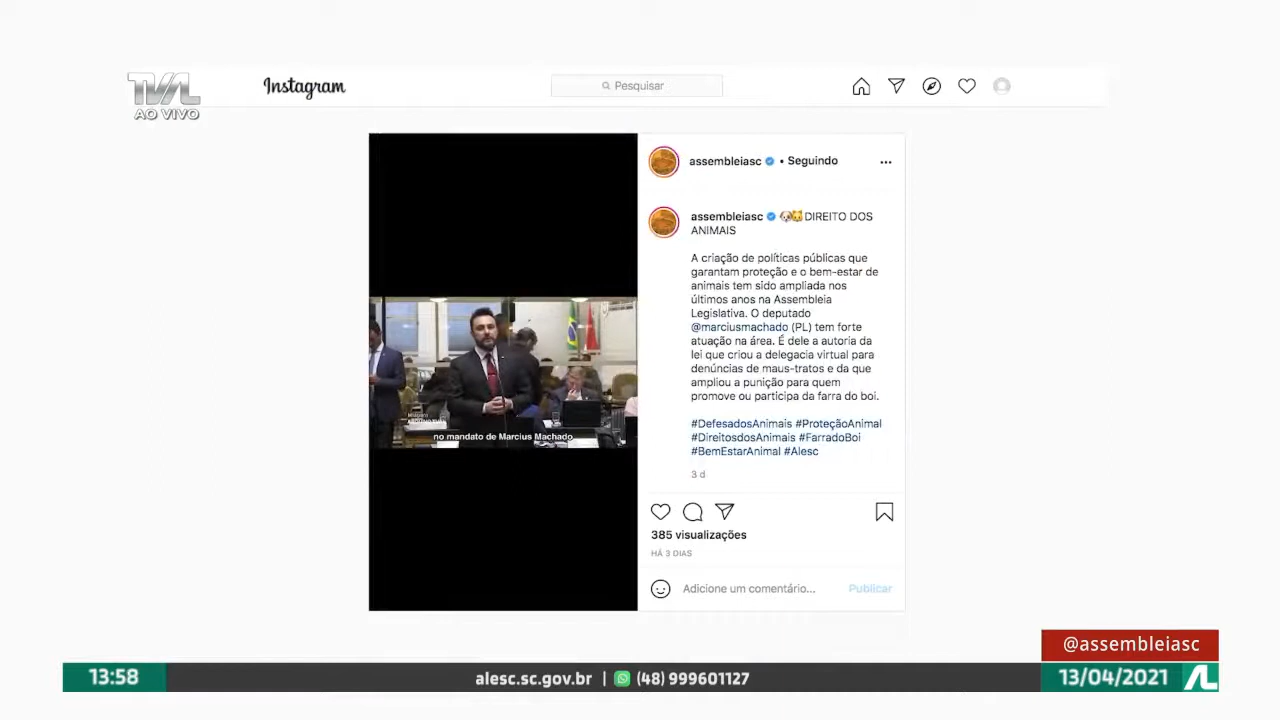 TVAL
AO VIVO
Instagram
Pesquisar
assembleiasc • Seguindo
assembleiasc 🐶🐱DIREITO DOS
ANIMAIS
A criação de políticas públicas que
garantam proteção e o bem-estar de
animais tem sido ampliada nos
últimos anos na Assembleia
Legislativa. O deputado
@marciusmachado (PL) tem forte
atuação na área. É dele a autoria da
lei que criou a delegacia virtual para
denúncias de maus-tratos e da que
ampliou a punição para quem
promove ou participa da farra do boi.
#DefesadosAnimais #ProteçãoAnimal
#DireitosdosAnimais #FarradoBoi
#BemEstarAnimal #Alesc
3 d
no mandato de Marcius Machado
385 visualizações
HÁ 3 DIAS
Adicione um comentário... Publicar
@assembleiasc
13:58
alesc.sc.gov.br | (48) 999601127
13/04/2021 AL